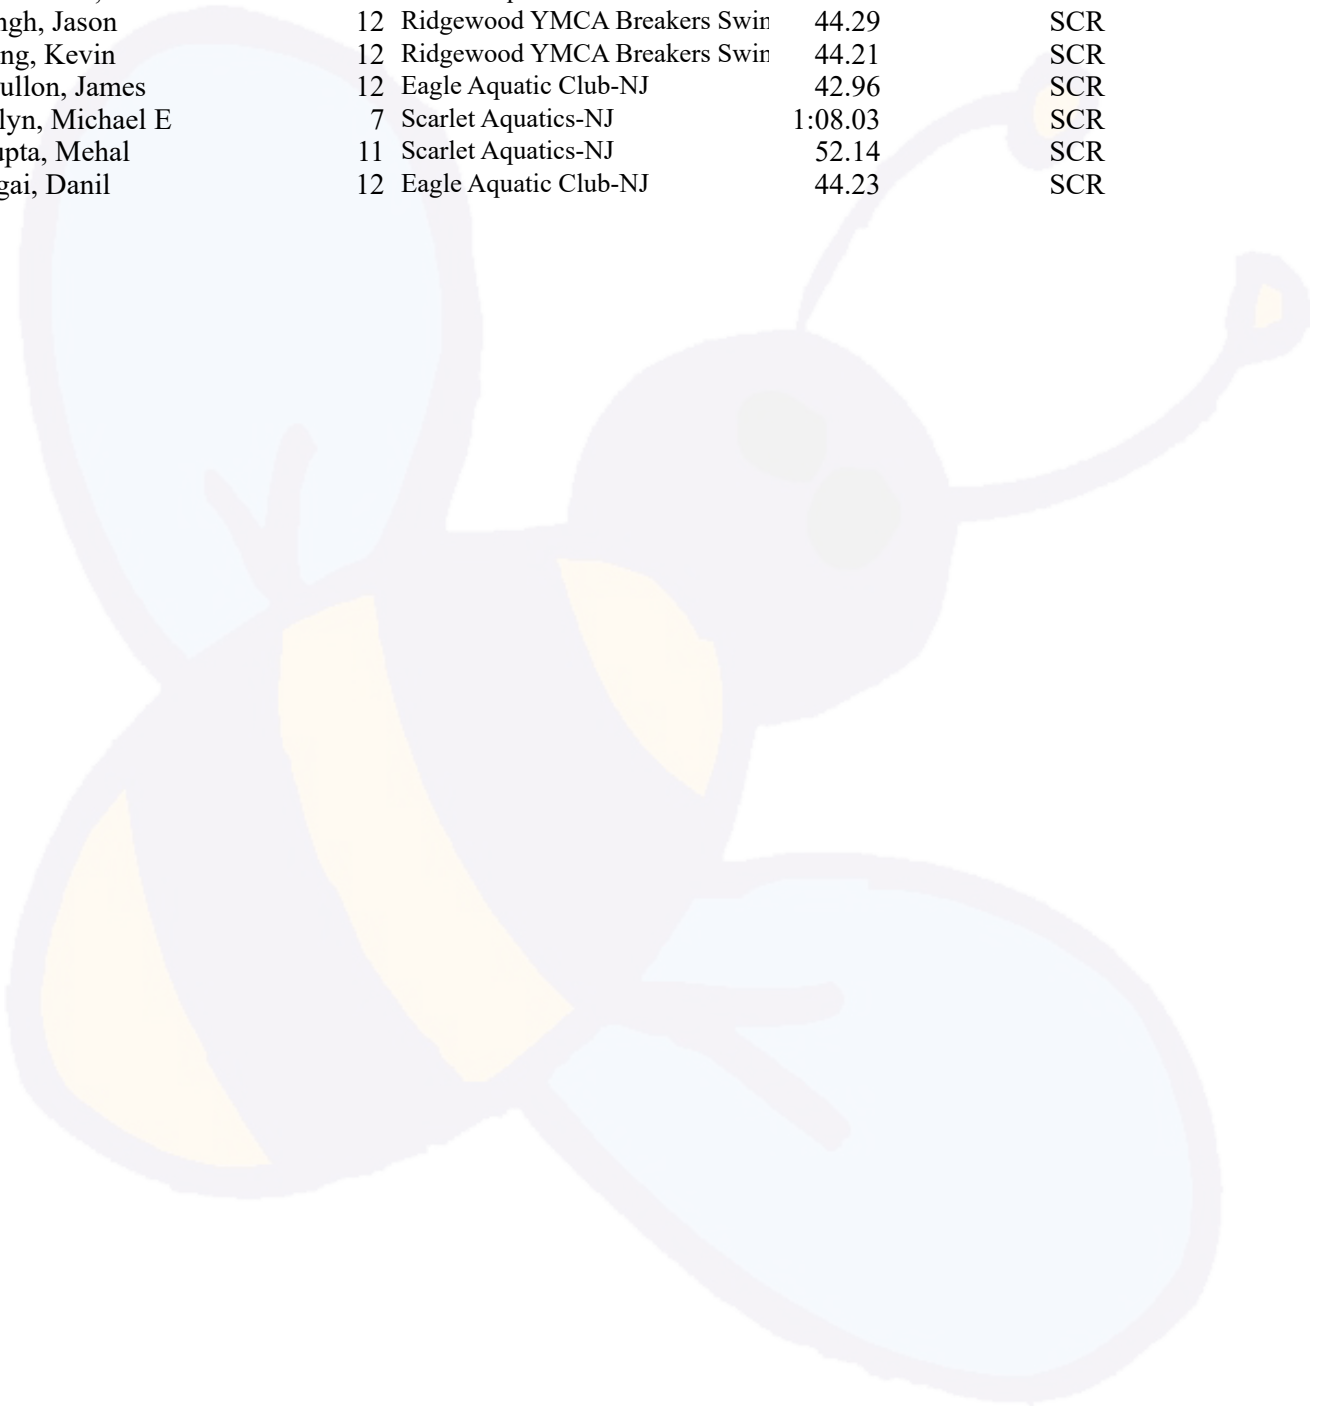 ngh, Jason 12 Ridgewood YMCA Breakers Swin 44.29 SCR
ng, Kevin 12 Ridgewood YMCA Breakers Swin 44.21 SCR
ullon, James 12 Eagle Aquatic Club-NJ 42.96 SCR
lyn, Michael E 7 Scarlet Aquatics-NJ 1:08.03 SCR
upta, Mehal 11 Scarlet Aquatics-NJ 52.14 SCR
gai, Danil 12 Eagle Aquatic Club-NJ 44.23 SCR